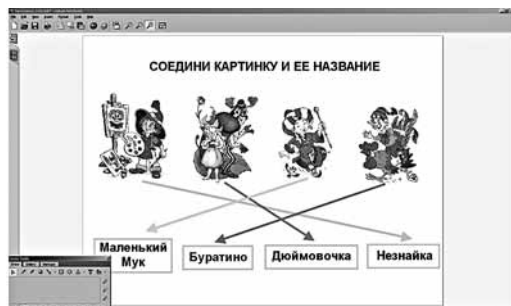 СОЕДИНИ КАРТИНКУ И ЕЕ НАЗВАНИЕ
Маленький
Мук
Буратино
Дюймовочка
Незнайка